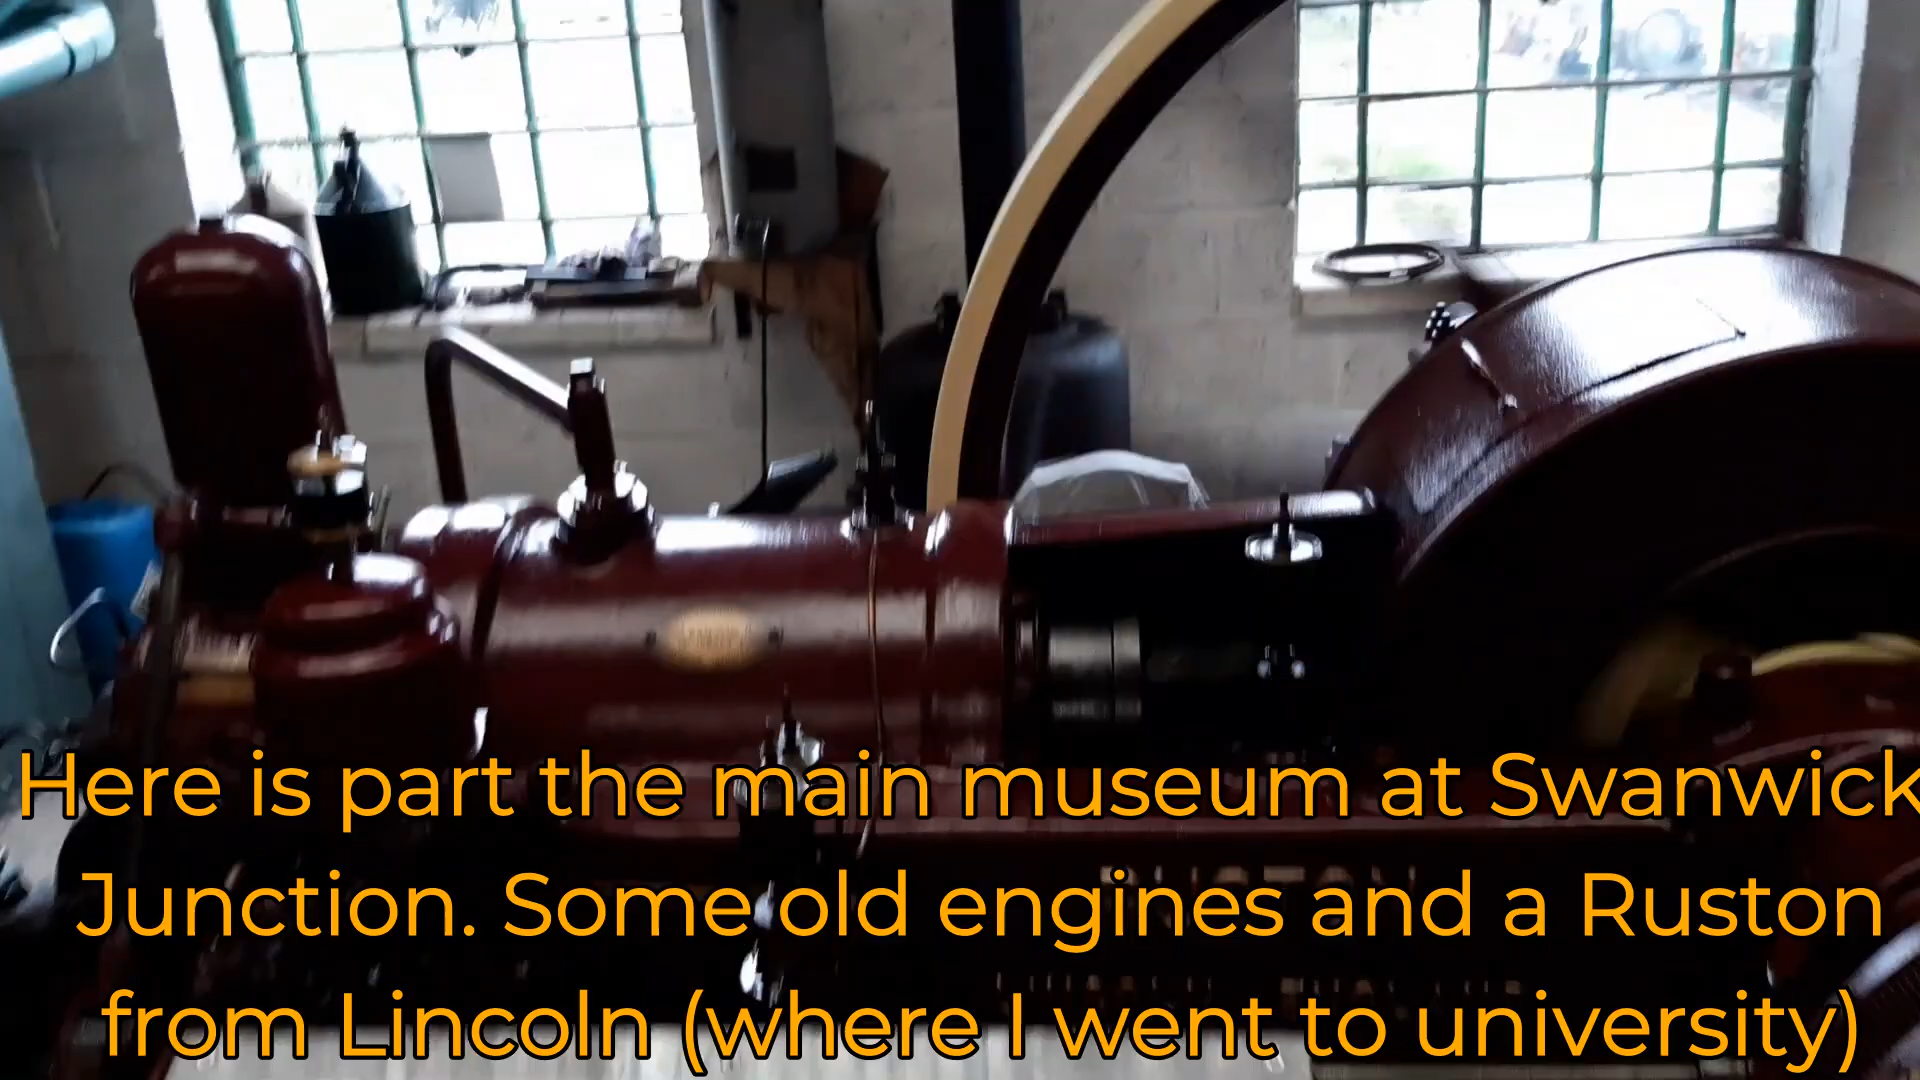 Here is part the main museum at Swanwick
Junction. Some old engines and a Ruston
from Lincoln (where I went to university)
RUSTON